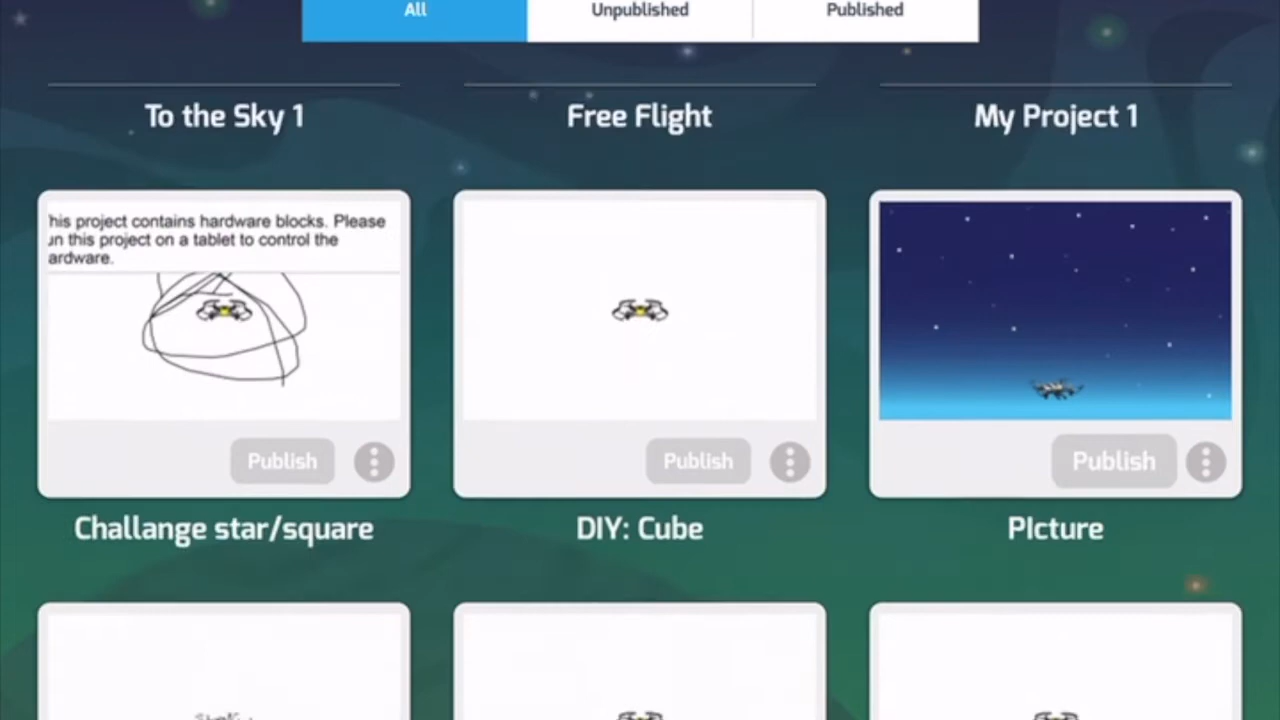 All
Unpublished
Published
To the Sky 1
Free Flight
My Project 1
his project contains hardware blocks. Please
un this project on a tablet to control the
ardware.
Publish
Publish
Publish
Challange star/square
DIY: Cube
PIcture